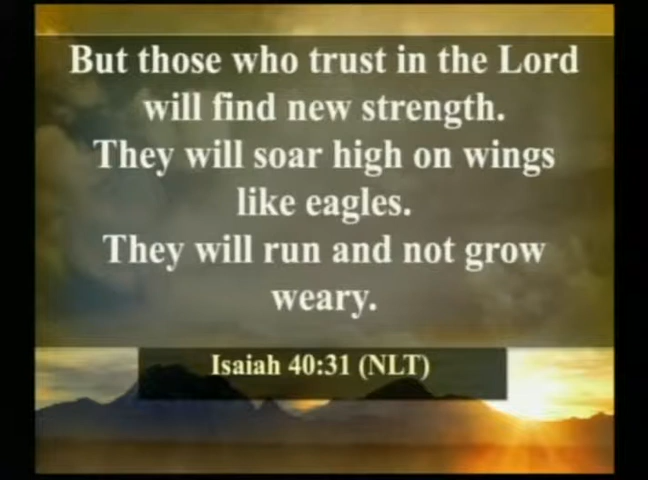 But those who trust in the Lord
will find new strength.
They will soar high on wings
like eagles.
They will run and not grow
weary.
Isaiah 40:31 (NLT)